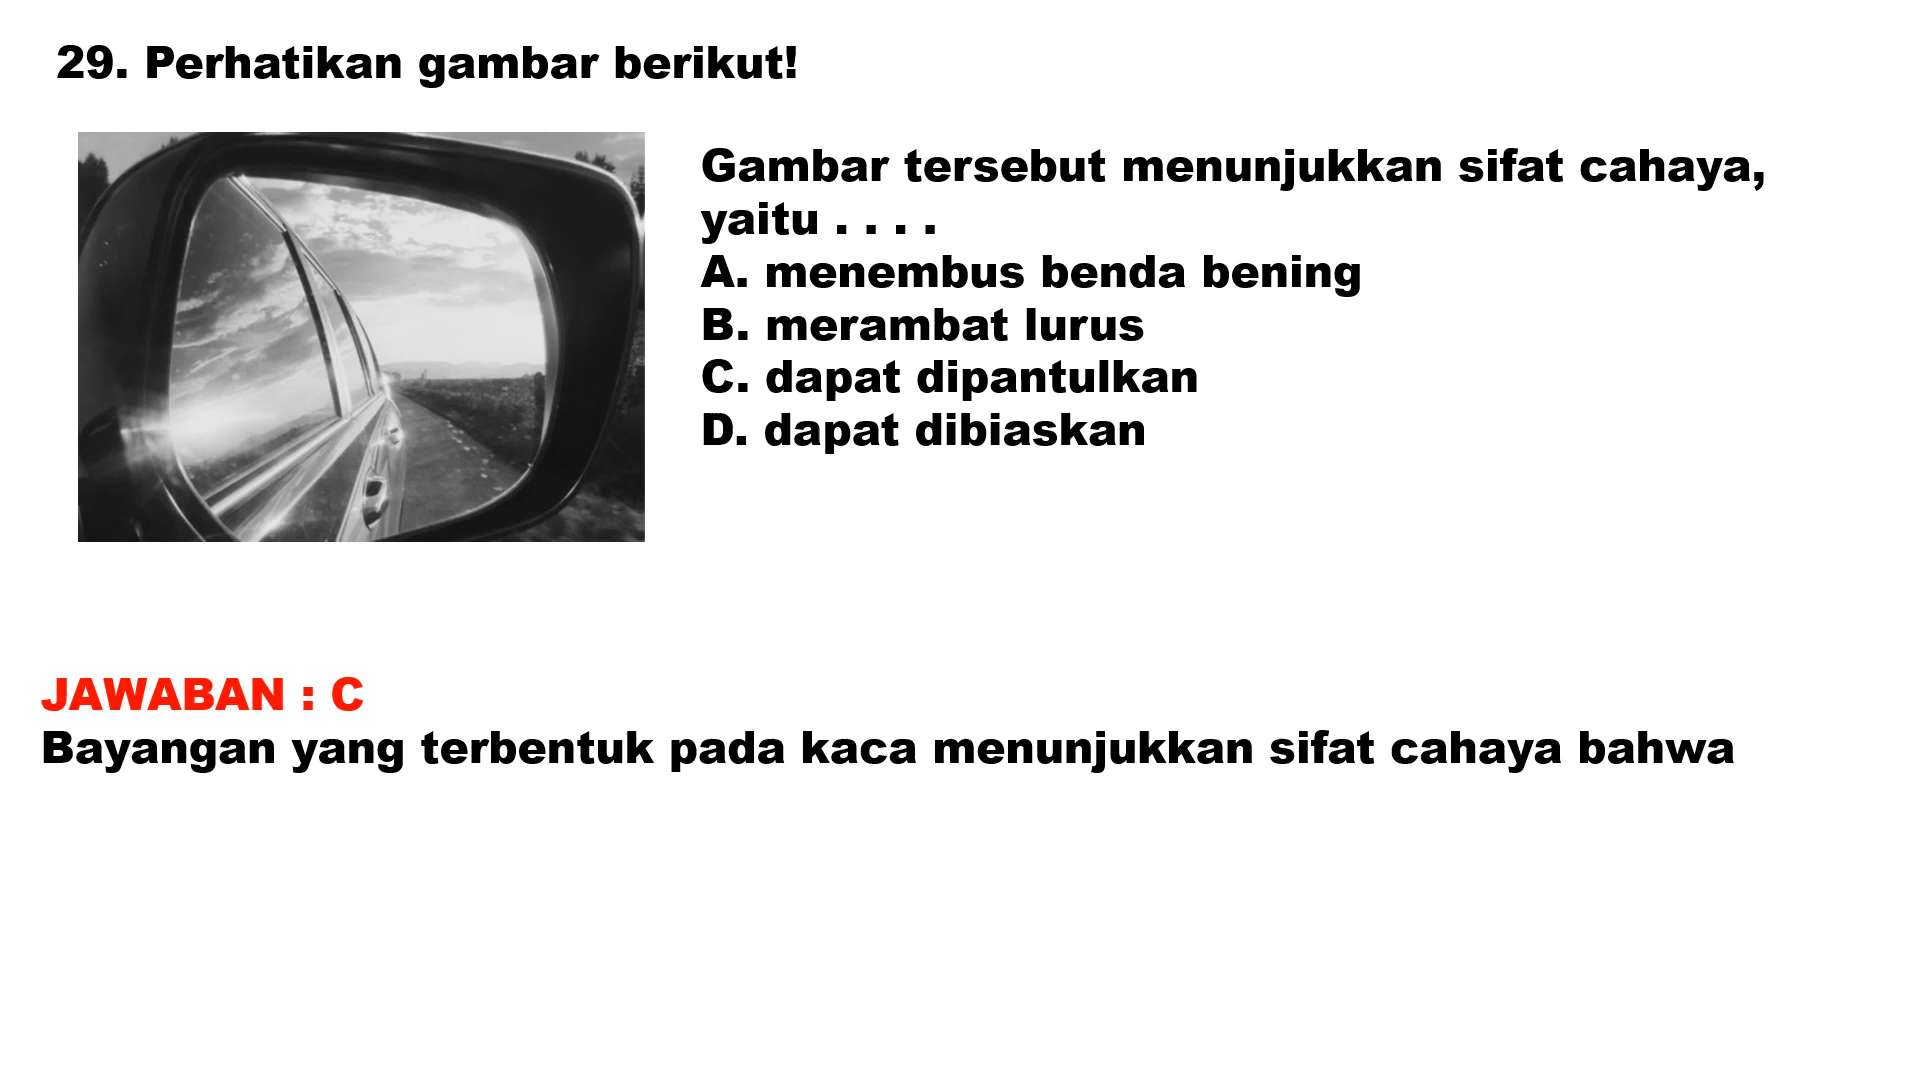 29. Perhatikan gambar berikut!
Gambar tersebut menunjukkan sifat cahaya,
yaitu . . . .
A. menembus benda bening
B. merambat lurus
C. dapat dipantulkan
D. dapat dibiaskan
JAWABAN : C
Bayangan yang terbentuk pada kaca menunjukkan sifat cahaya bahwa